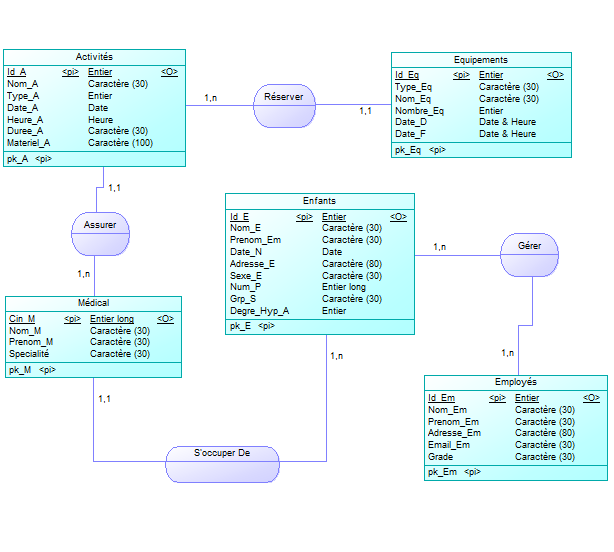 Activités
Id_A <pi> Entier <O>
Nom_A Caractère (30)
Type_A Entier
Date_A Date
Heure_A Heure
Duree_A Caractère (30)
Materiel_A Caractère (100)
pk_A <pi>
1,n
Réserver
1,1
Equipements
Id_Eq <pi> Entier <O>
Type_Eq Caractère (30)
Nom_Eq Caractère (30)
Nombre_Eq Entier
Date_D Date & Heure
Date_F Date & Heure
pk_Eq <pi>
1,1
Assurer
1,n
Enfants
Id_E <pi> Entier <O>
Nom_E Caractère (30)
Prenom_Em Caractère (30)
Date_N Date
Adresse_E Caractère (80)
Sexe_E Caractère (30)
Num_P Entier long
Grp_S Caractère (30)
Degre_Hyp_A Entier
pk_E <pi>
1,n
Gérer
1,n
Médical
Cin_M <pi> Entier long <O>
Nom_M Caractère (30)
Prenom_M Caractère (30)
Specialité Caractère (30)
pk_M <pi>
1,1
1,n
S'occuper De
Employés
Id_Em <pi> Entier <O>
Nom_Em Caractère (30)
Prenom_Em Caractère (30)
Adresse_Em Caractère (80)
Email_Em Caractère (30)
Grade Caractère (30)
pk_Em <pi>